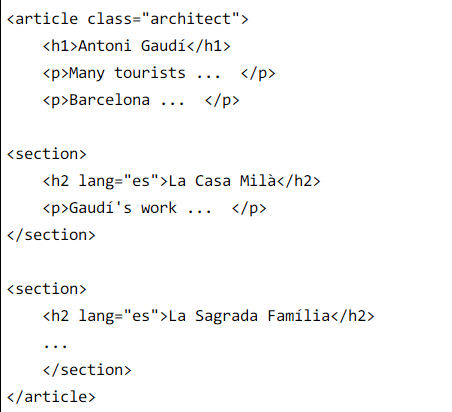 <article class="architect">
    <h1>Antoni Gaudí</h1>
    <p>Many tourists ...  </p>
    <p>Barcelona ...  </p>

<section>
    <h2 lang="es">La Casa Milà</h2>
    <p>Gaudí's work ...  </p>
</section>

<section>
    <h2 lang="es">La Sagrada Família</h2>
    ...
    </section>
</article>